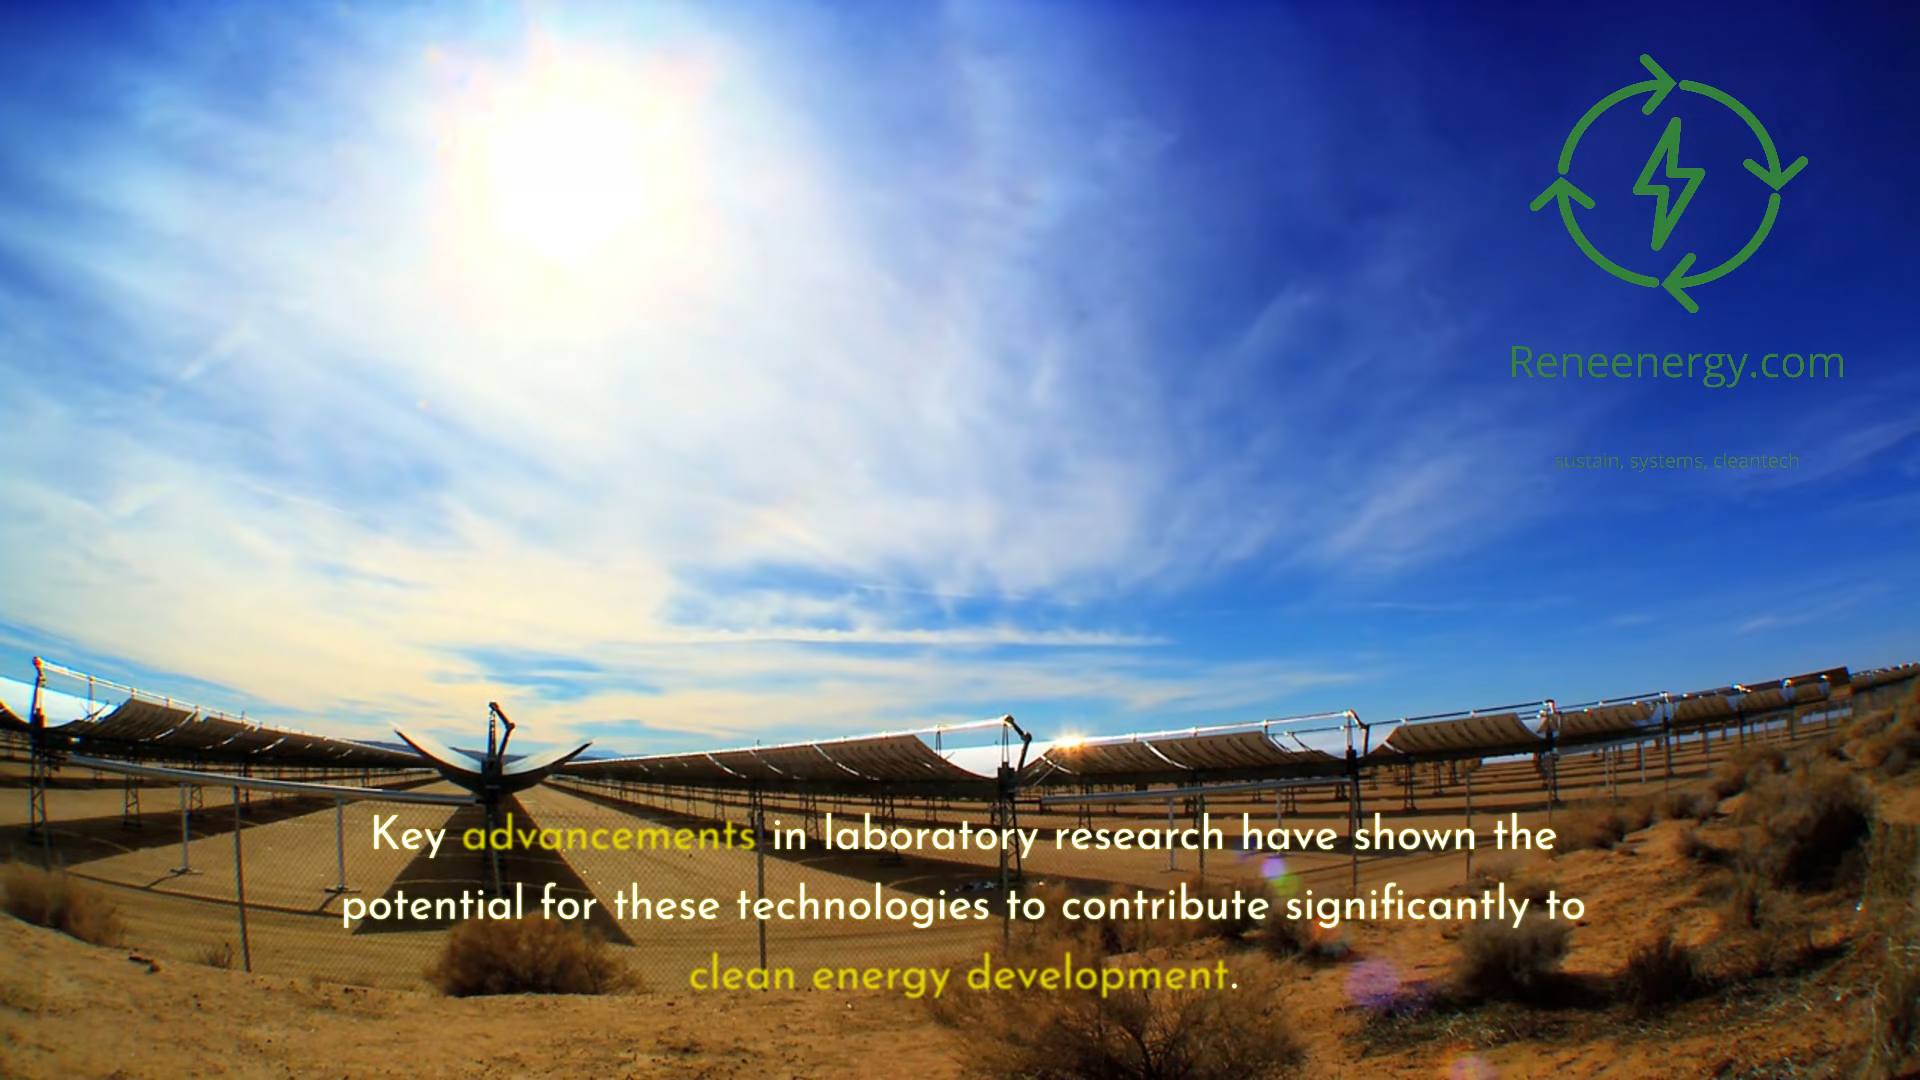 Reneenergy.com
sustain, systems, cleantech
Key advancements in laboratory research have shown the
potential for these technologies to contribute significantly to
clean energy development.